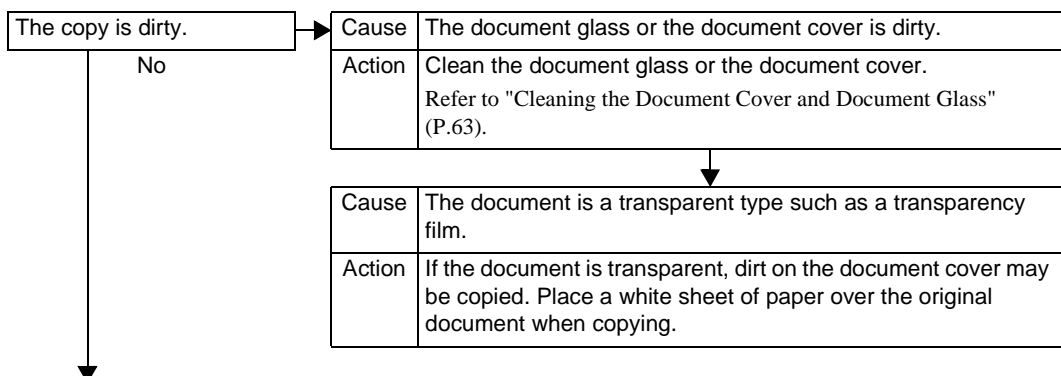 The copy is dirty.
No
Cause The document glass or the document cover is dirty.
Action Clean the document glass or the document cover.
Refer to "Cleaning the Document Cover and Document Glass"
(P.63).
Cause The document is a transparent type such as a transparency
film.
Action If the document is transparent, dirt on the document cover may
be copied. Place a white sheet of paper over the original
document when copying.